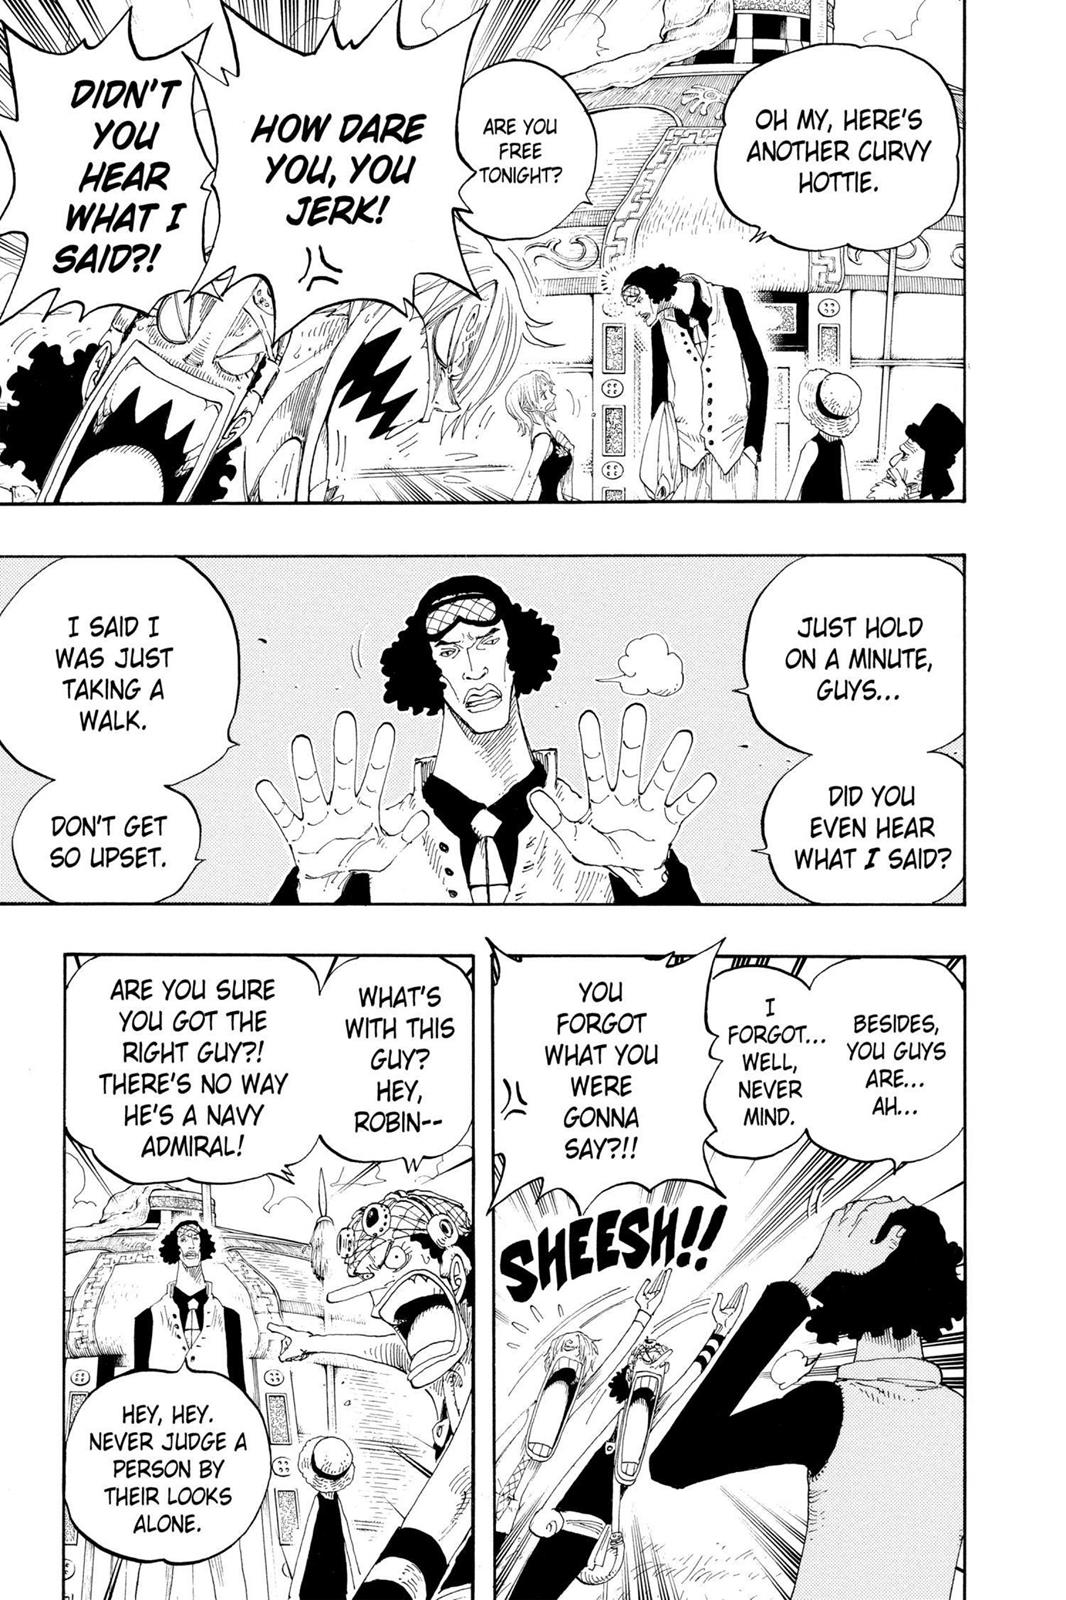 OH MY, HERE'S
ANOTHER CURVY
HOTTIE.
ARE YOU
FREE
TONIGHT?
HOW DARE
YOU, YOU
JERK!
DIDN'T
YOU
HEAR
WHAT I
SAID?!
JUST HOLD
ON A MINUTE,
GUYS...
DID YOU
EVEN HEAR
WHAT I SAID?
I SAID I
WAS JUST
TAKING A
WALK.
DON'T GET
SO UPSET.
BESIDES,
YOU GUYS
ARE...
AH...
I
FORGOT...
WELL,
NEVER
MIND.
YOU
FORGOT
WHAT YOU
WERE
GONNA
SAY?!!
SHEESH!!
WHAT'S
WITH THIS
GUY?
HEY,
ROBIN--
ARE YOU SURE
YOU GOT THE
RIGHT GUY?!
THERE'S NO WAY
HE'S A NAVY
ADMIRAL!
HEY, HEY.
NEVER JUDGE A
PERSON BY
THEIR LOOKS
ALONE.